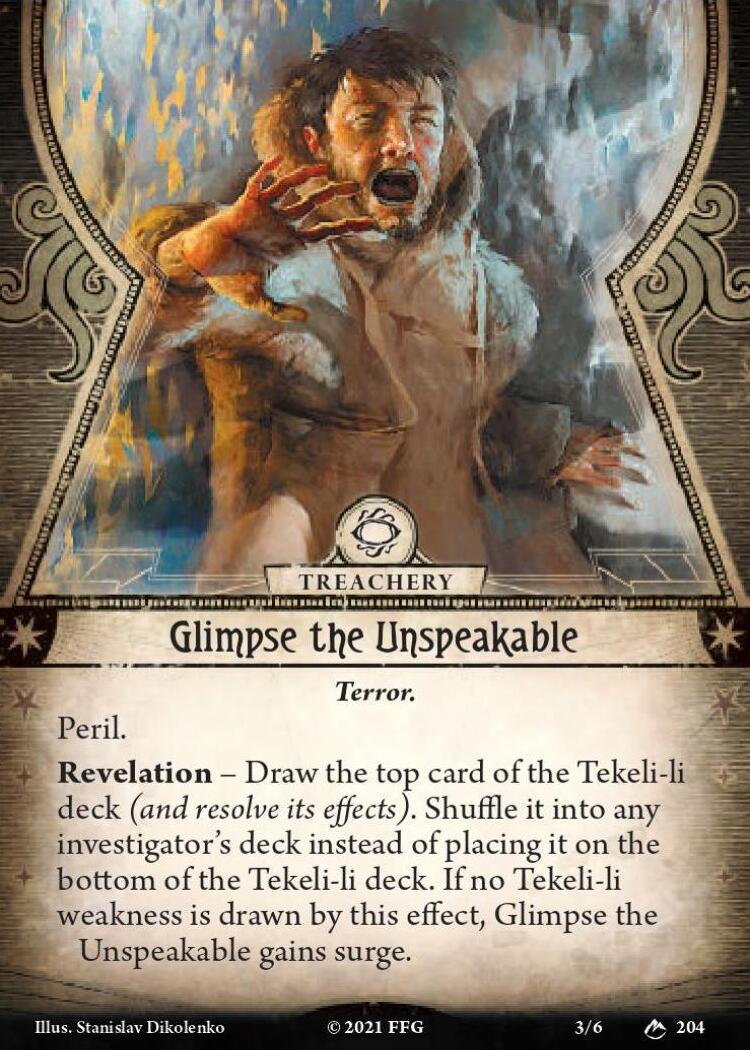 TREACHERY
Glimpse the Unspeakable
Terror.
Peril.
Revelation – Draw the top card of the Tekeli-li
deck (and resolve its effects). Shuffle it into any
investigator’s deck instead of placing it on the
bottom of the Tekeli-li deck. If no Tekeli-li
weakness is drawn by this effect, Glimpse the
Unspeakable gains surge.
Illus. Stanislav Dikolenko © 2021 FFG 3/6 204